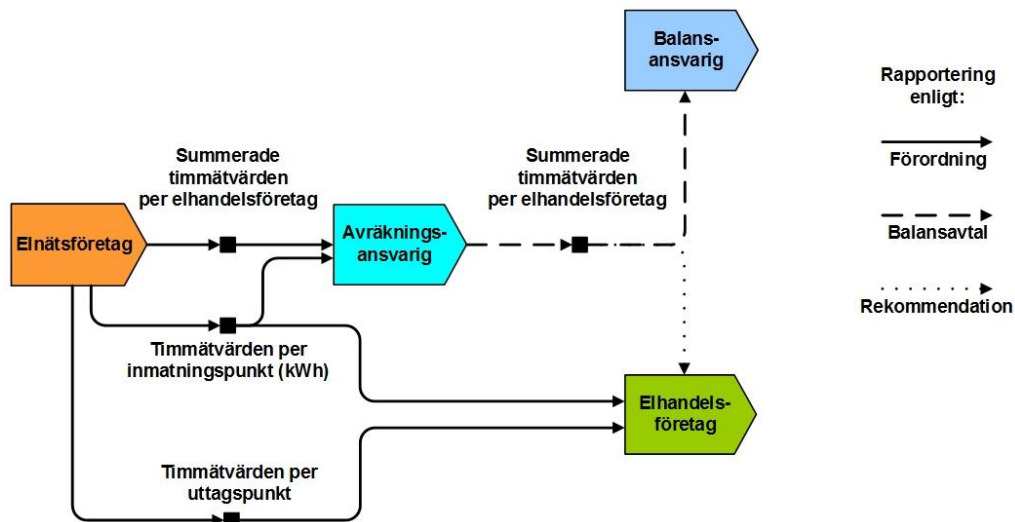 Balans-
ansvarig
Rapportering
enligt:
Förordning
Balansavtal
Rekommendation
Summerade
timmätvärden
per elhandelsföretag
Summerade
timmätvärden
per elhandelsföretag
Elnätsföretag
Avräknings-
ansvarig
Timmätvärden per
inmatningspunkt (kWh)
Elhandels-
företag
Timmätvärden per
uttagspunkt